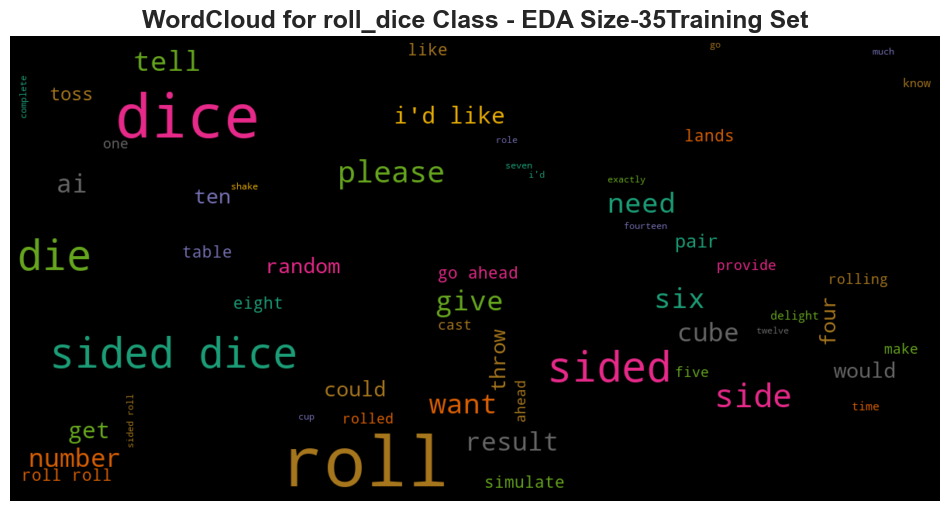 WordCloud for roll_dice Class - EDA Size-35Training Set
like
go
much
tell
know
complete
toss
dice
i'd like
one
role
lands
seven
i'd
please
exactly
ai
shake
ten
need
fourteen
pair
die
table
random
go ahead
provide
rolling
eight
give
six
delight
four
cast
cube
twelve
sided dice
throw
sided
five
make
would
could
ahead
want
side
time
cup
rolled
get
sided roll
result
number
roll roll
roll
simulate